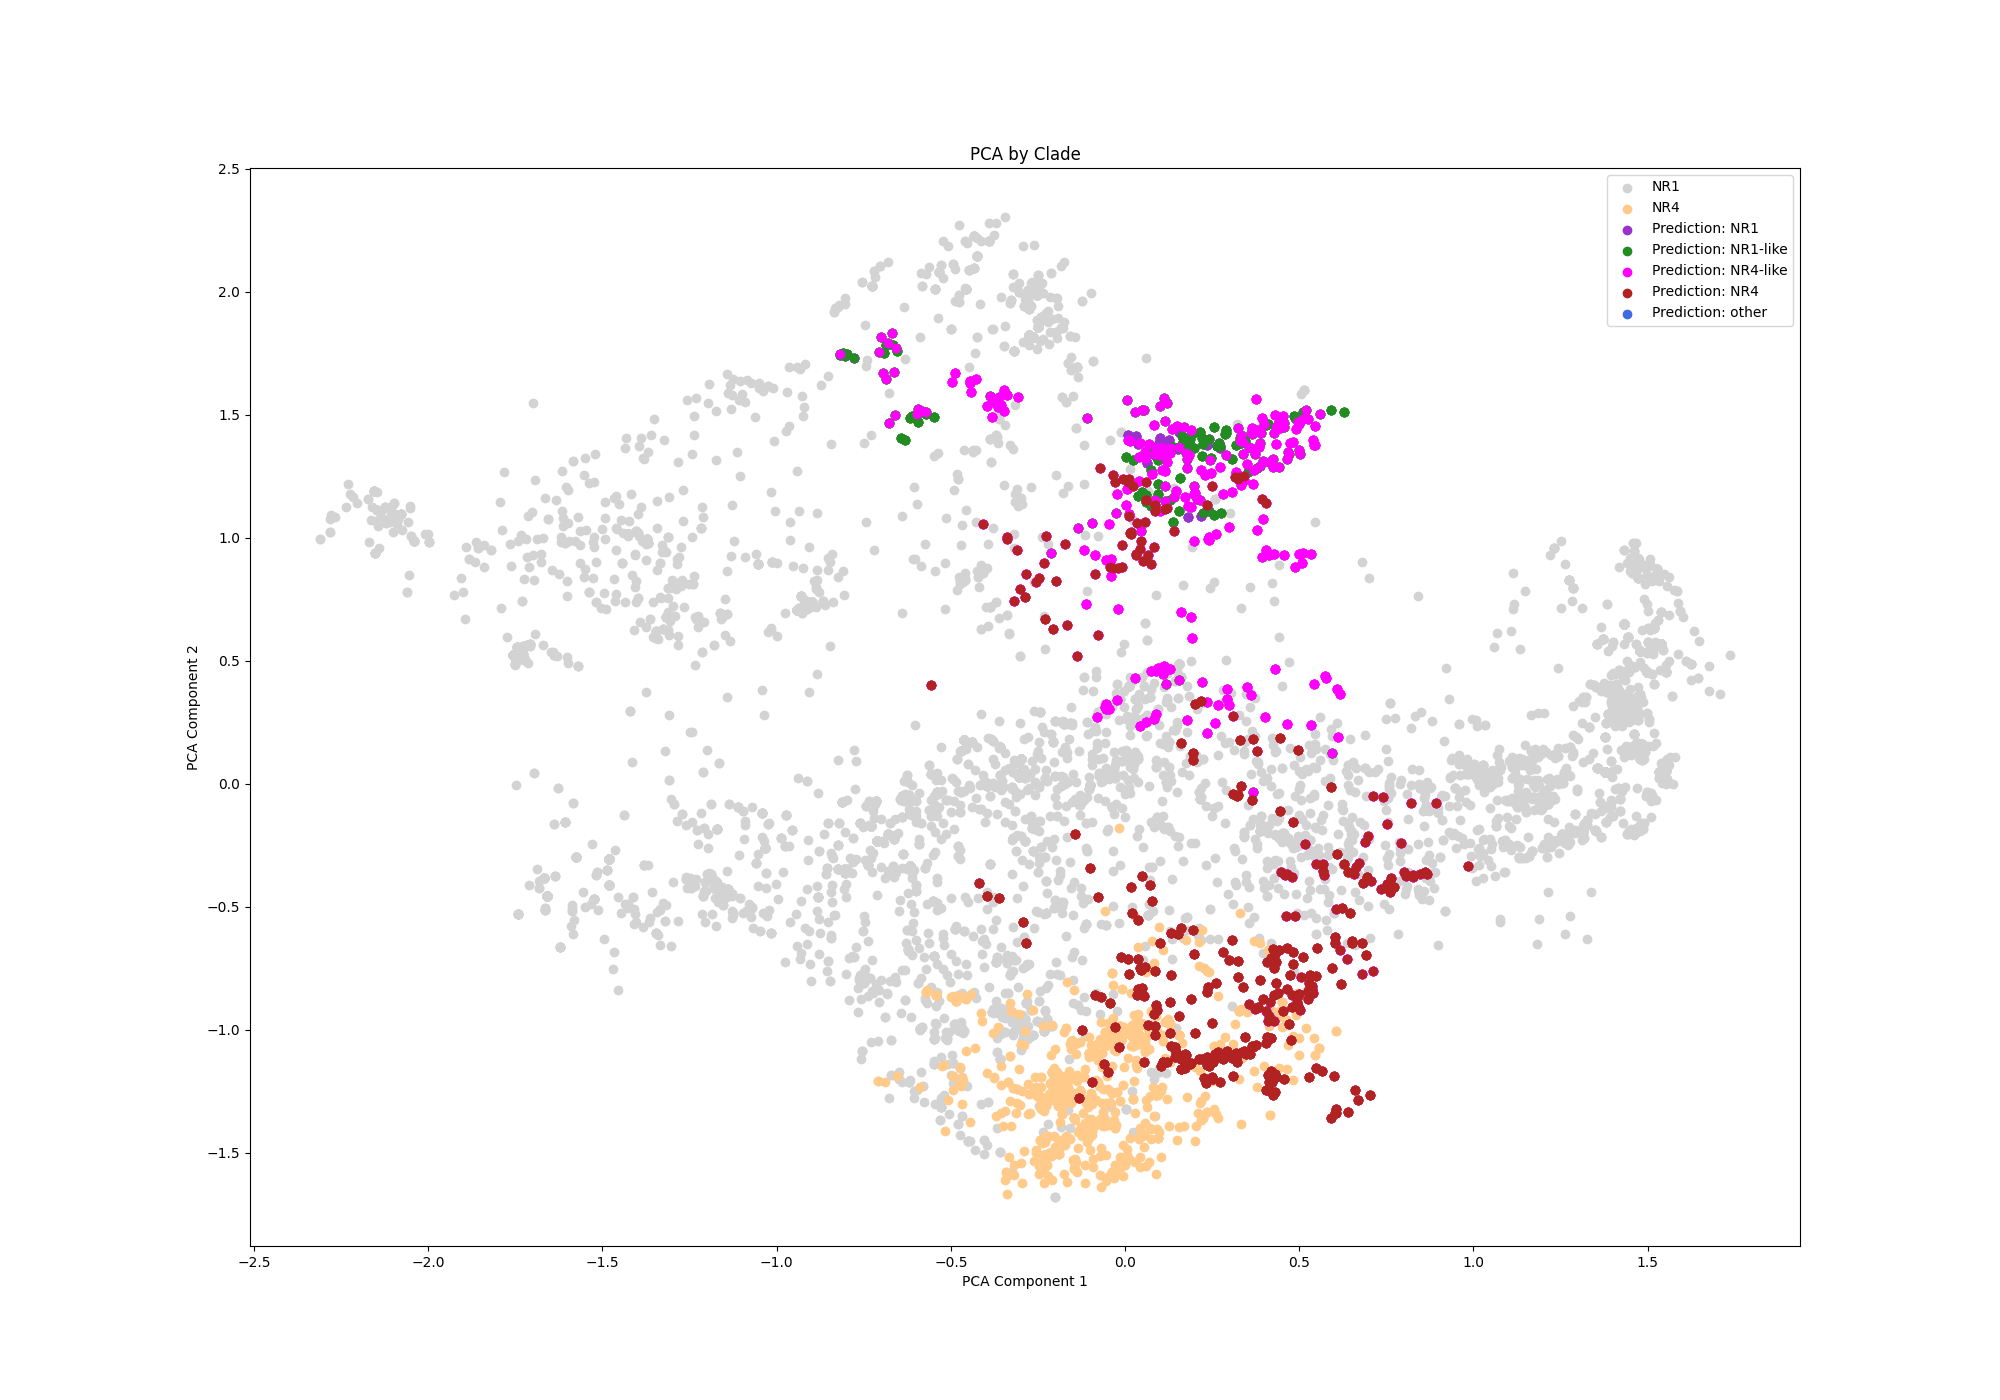 PCA by Clade
NR1
NR4
Prediction: NR1
Prediction: NR1-like
Prediction: NR4-like
Prediction: NR4
Prediction: other
PCA Component 2
2.5
2.0
1.5
1.0
0.5
0.0
−0.5
−1.0
−1.5
−2.5 −2.0 −1.5 −1.0 −0.5 0.0 0.5 1.0 1.5
PCA Component 1